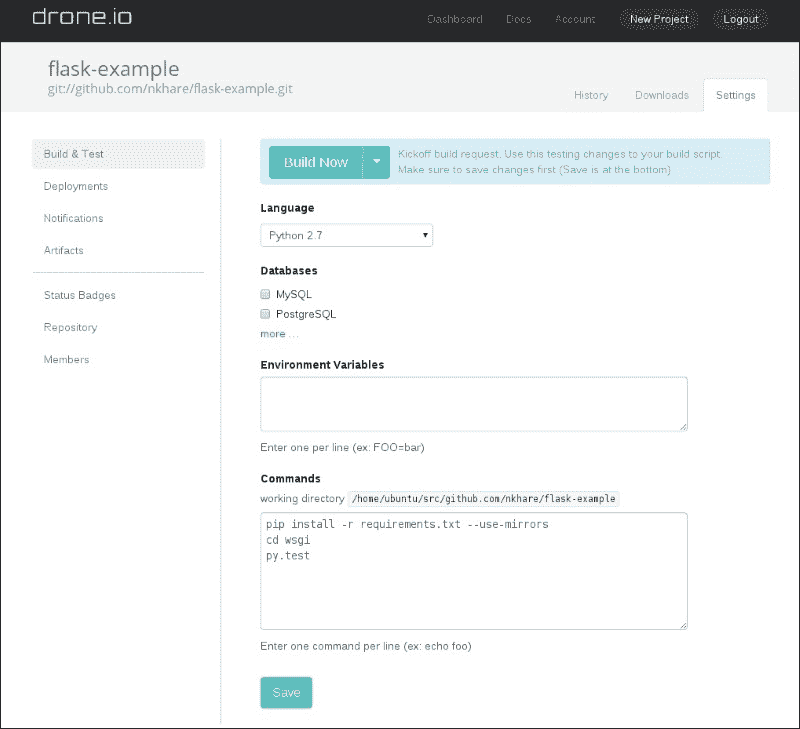 drone.io
Dashboard Docs Account New Project Logout
flask-example
git://github.com/nkhare/flask-example.git
History Downloads Settings
Build & Test
Deployments
Notifications
Artifacts
Status Badges
Repository
Members
Build Now
Kickoff build request. Use this testing changes to your build script.
Make sure to save changes first (Save is at the bottom)
Language
Python 2.7
Databases
MySQL
PostgreSQL
more ...
Environment Variables
Enter one per line (ex: FOO=bar)
Commands
working directory /home/ubuntu/src/github.com/nkhare/flask-example
pip install -r requirements.txt --use-mirrors
cd wsgi
py.test
Enter one command per line (ex: echo foo)
Save